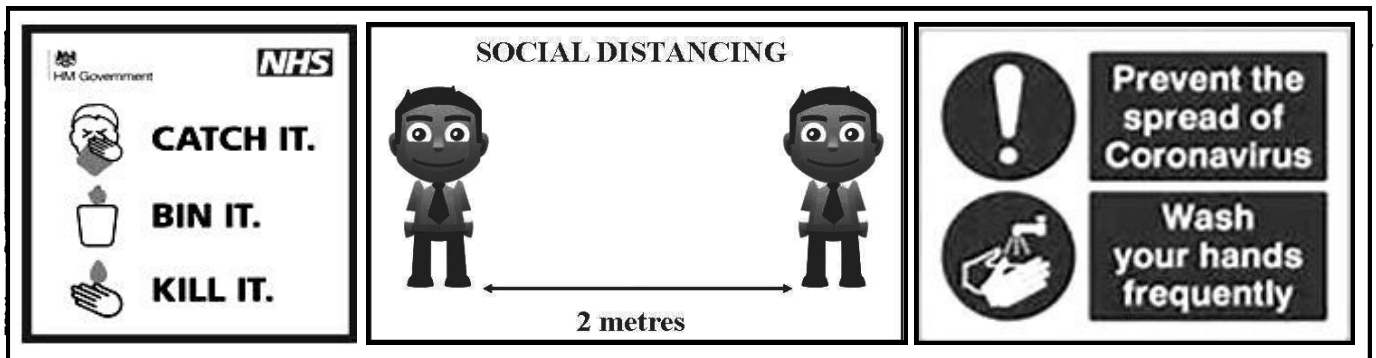 HM Government
NHS
CATCH IT.
BIN IT.
KILL IT.
SOCIAL DISTANCING
2 metres
Prevent the
spread of
Coronavirus
Wash
your hands
frequently